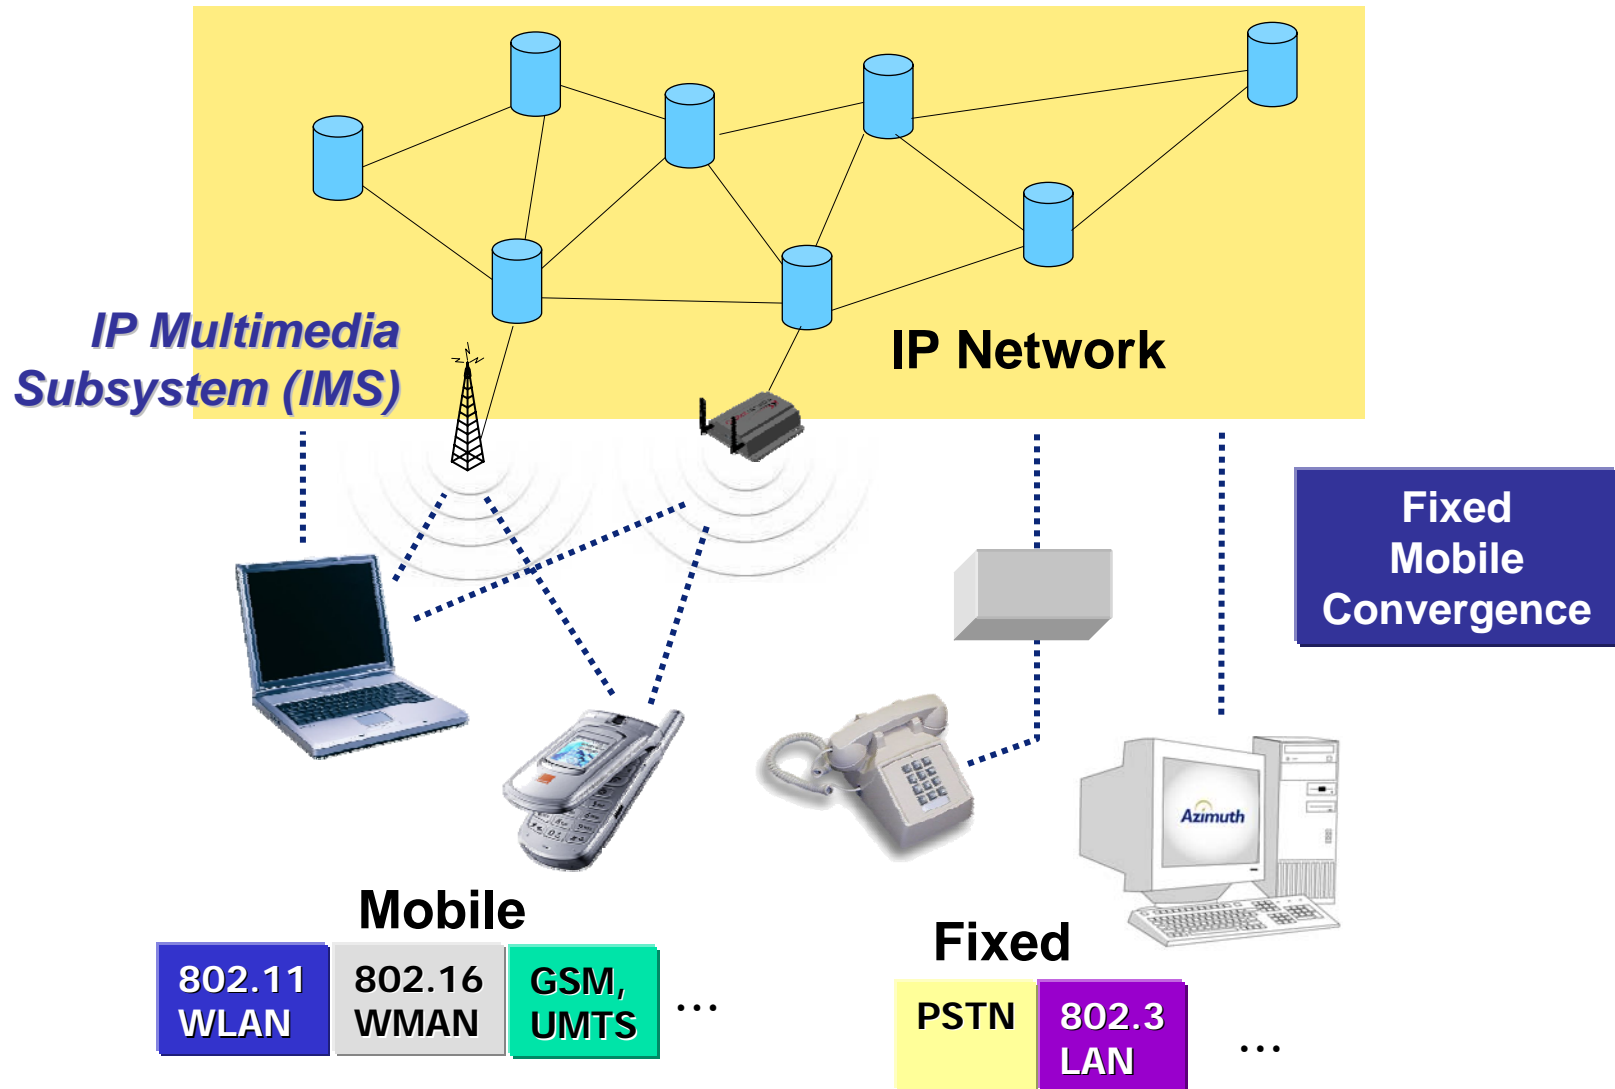 IP Multimedia
Subsystem (IMS)
IP Network
Fixed
Mobile
Convergence
Azimuth
Mobile
802.11
WLAN
802.16
WMAN
GSM,
UMTS
...
Fixed
PSTN
802.3
LAN
...